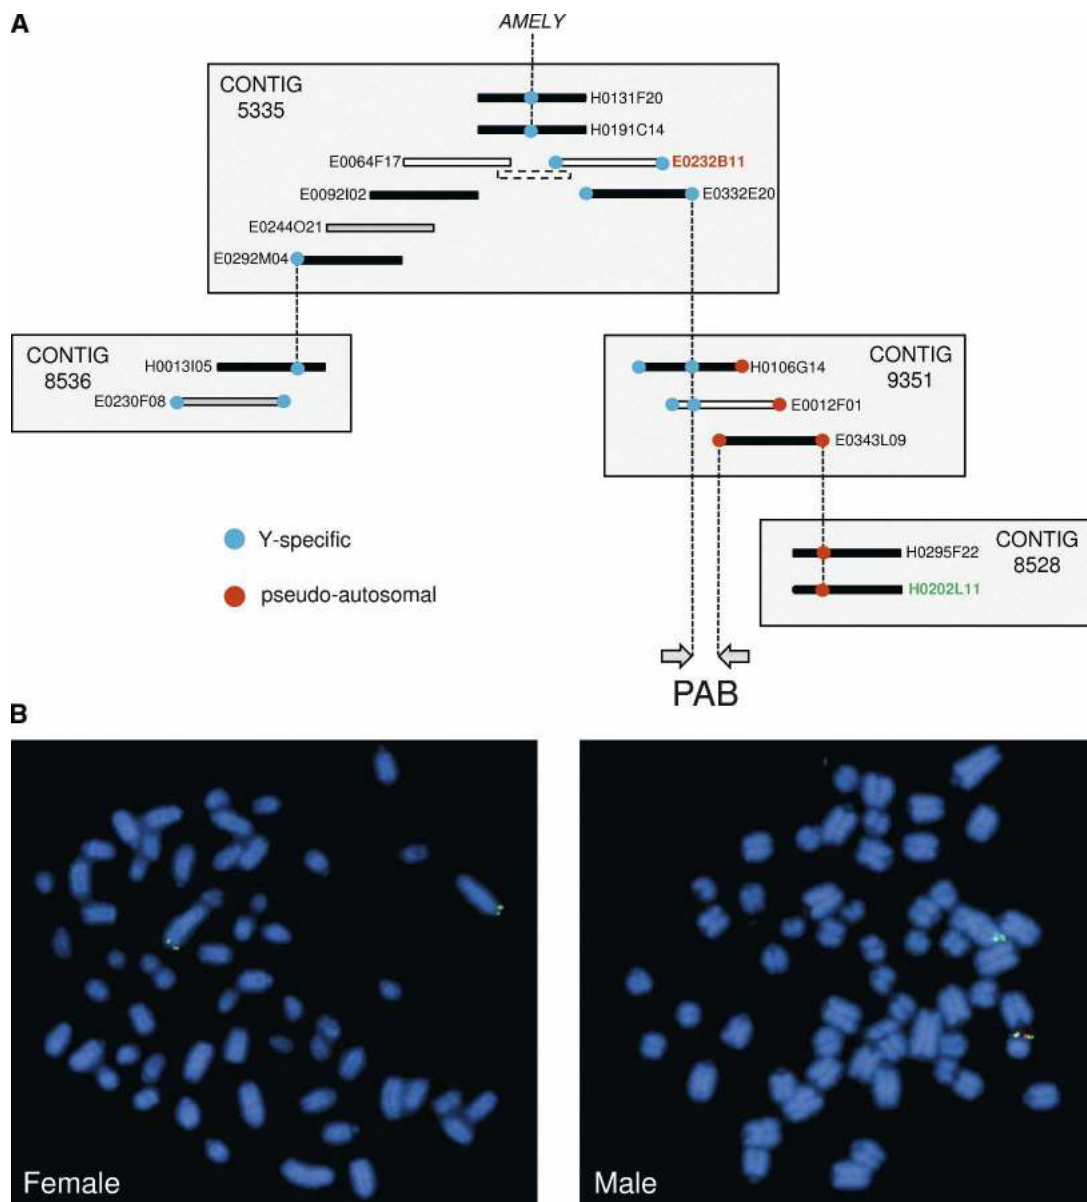 A
AMELY
CONTIG
5335
H0131F20
H0191C14
E0064F17
E0232B11
E0092I02
E0332E20
E0244O21
E0292M04
CONTIG
8536
H0013I05
E0230F08
CONTIG
9351
H0106G14
E0012F01
E0343L09
Y-specific
pseudo-autosomal
CONTIG
8528
H0295F22
H0202L11
PAB
B
Female
Male